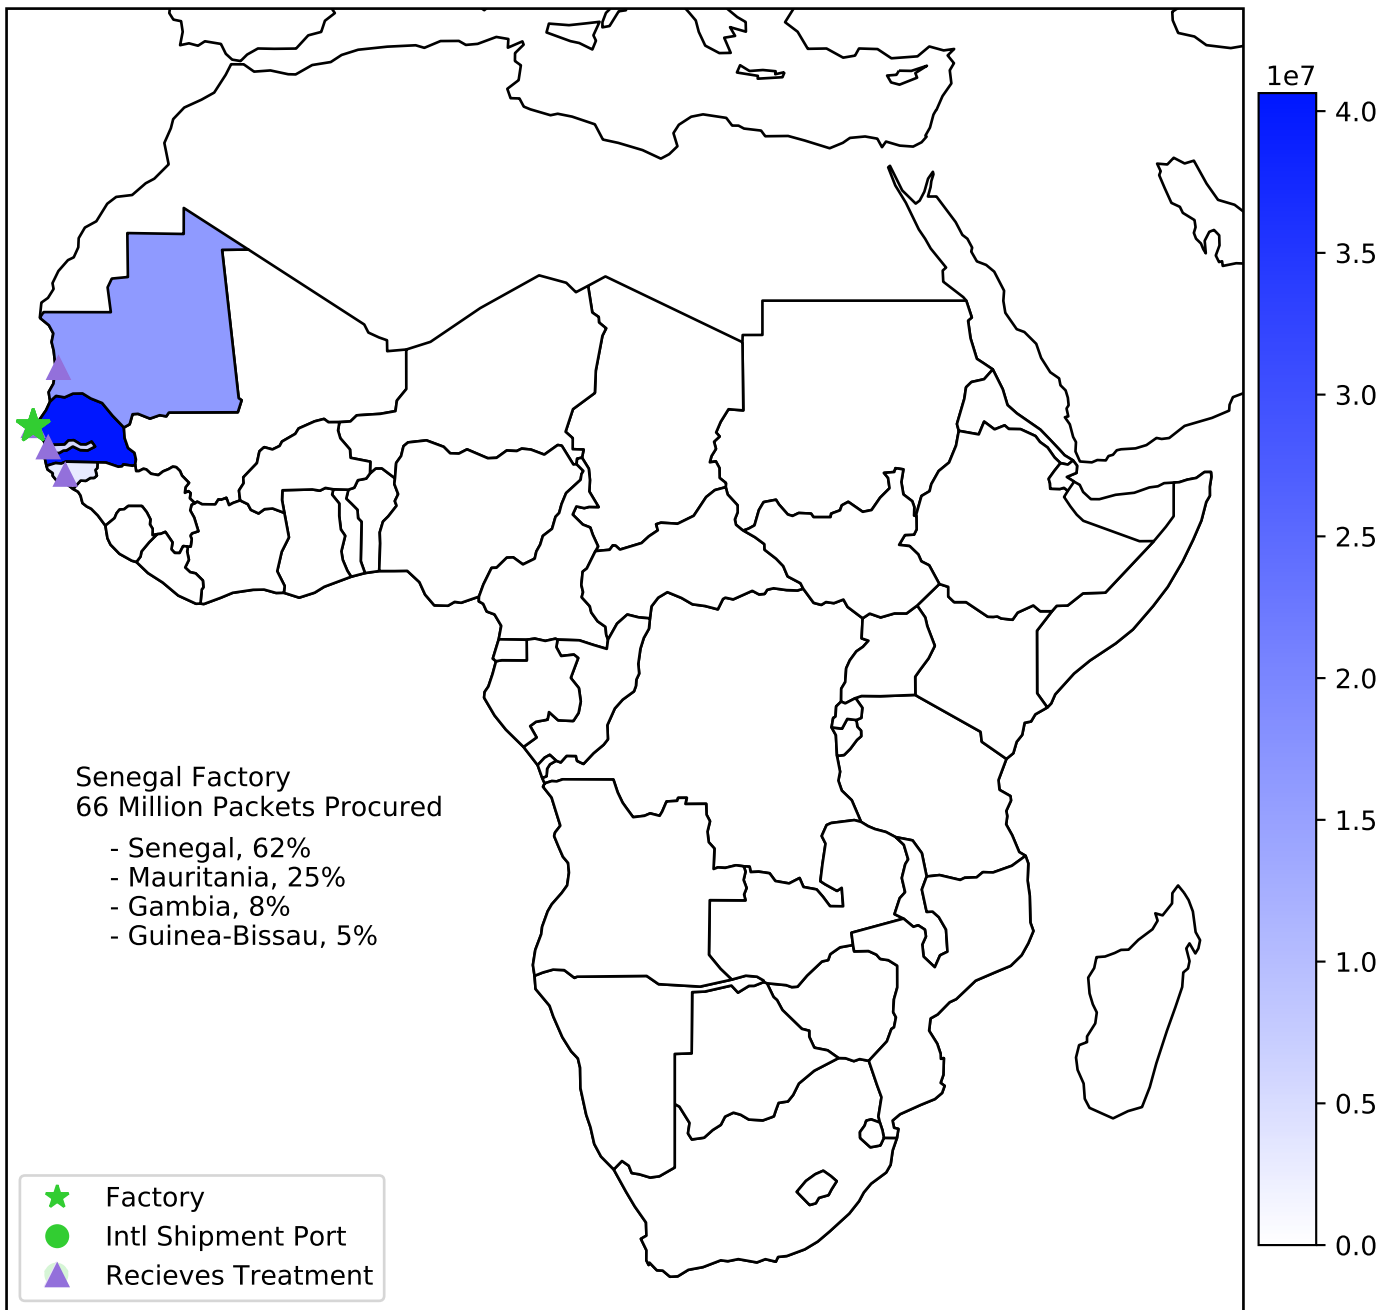 1e7
4.0
3.5
3.0
2.5
2.0
1.5
1.0
0.5
0.0
Senegal Factory
66 Million Packets Procured
- Senegal, 62%
- Mauritania, 25%
- Gambia, 8%
- Guinea-Bissau, 5%
Factory
Intl Shipment Port
Recieves Treatment